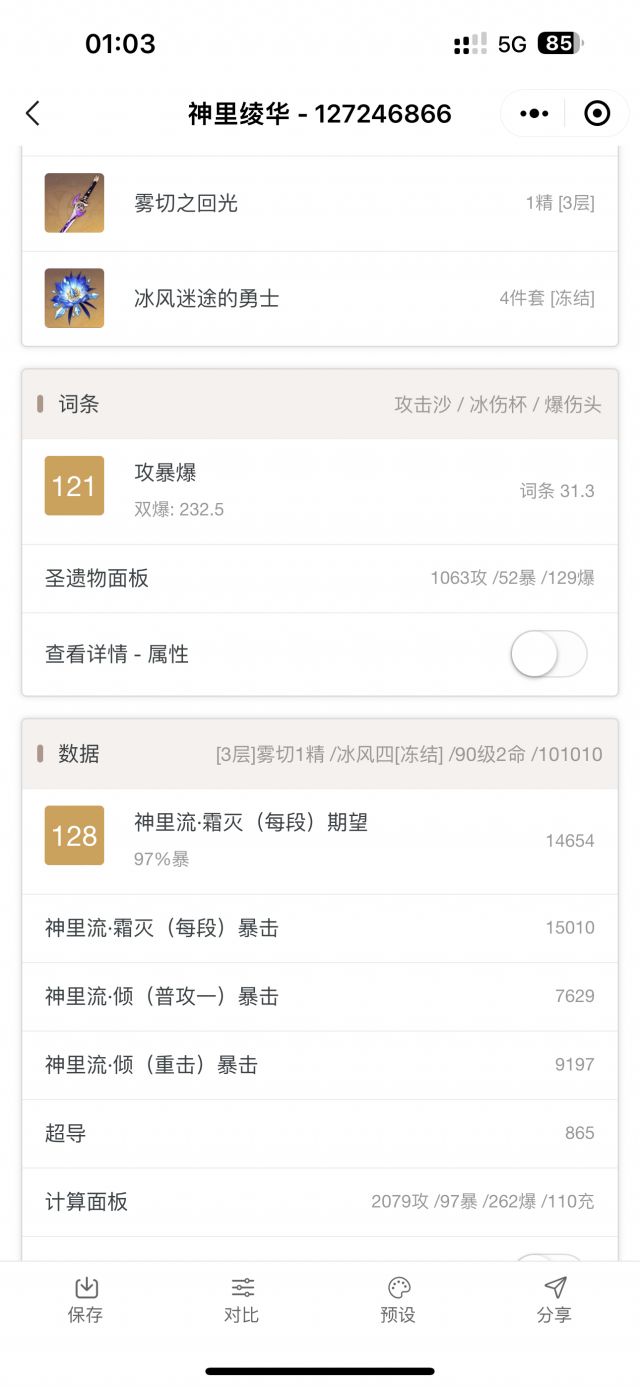 01:03
5G 85
神里绫华 - 127246866
雾切之回光 1精 [3层]
冰风迷途的勇士 4件套 [冻结]
词条 攻击沙 / 冰伤杯 / 爆伤头
121 攻暴爆 词条 31.3
双爆: 232.5
圣遗物面板 1063攻 /52暴 /129爆
查看详情 - 属性
数据 [3层]雾切1精 /冰风四[冻结] /90级2命 /101010
128 神里流·霜灭（每段）期望 14654
97%暴
神里流·霜灭（每段）暴击 15010
神里流·倾（普攻一）暴击 7629
神里流·倾（重击）暴击 9197
超导 865
计算面板 2079攻 /97暴 /262爆 /110充
保存 对比 预设 分享